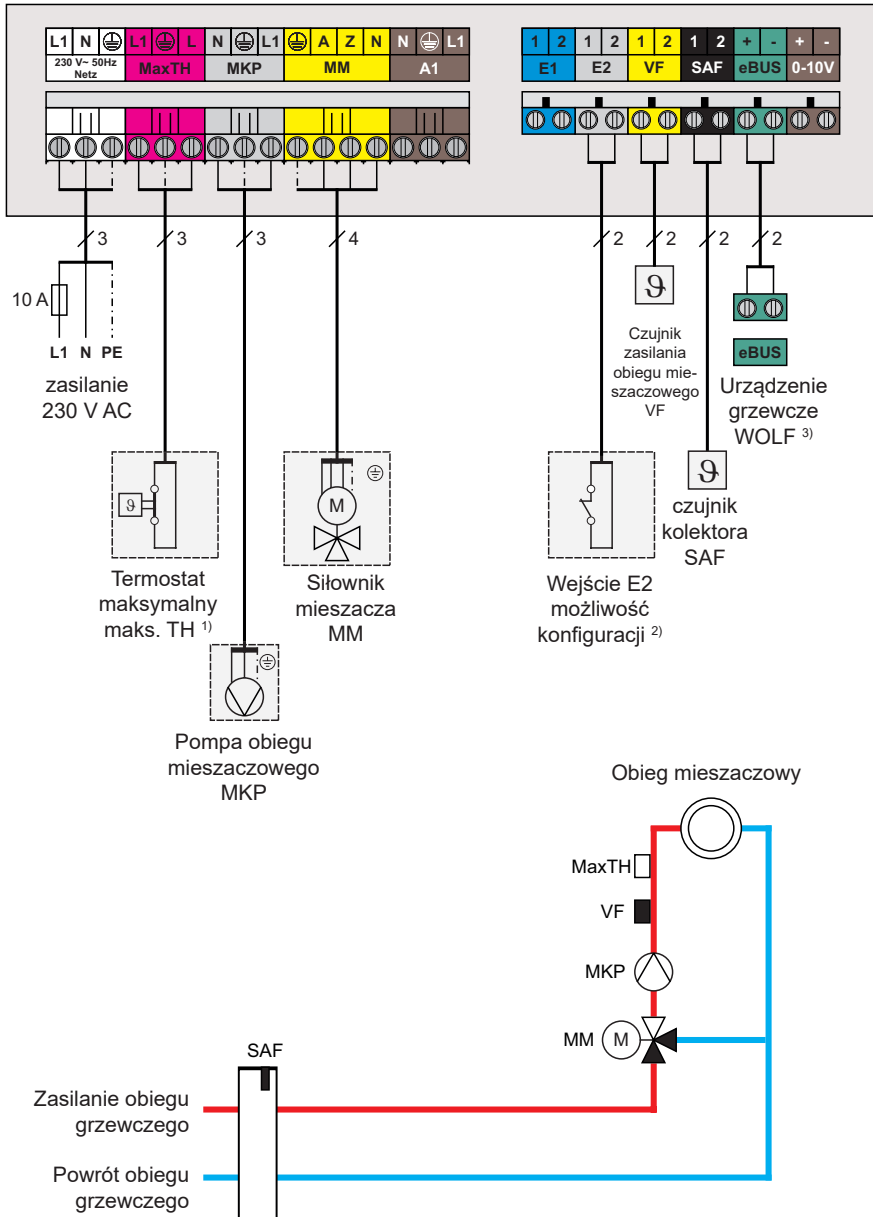 L1 N L1 L N L1 A Z N N L1
230 V~ 50Hz
Netz
MaxTH MKP MM A1
1 2 1 2 1 2 1 2 + - + -
E1 E2 VF SAF eBUS 0-10V
3 3 3 4 2 2 2 2
10 A
L1 N PE
zasilanie
230 V AC
ϑ
Czujnik
zasilania
obiegu mie-
szaczowego
VF
eBUS
Urządzenie
grzewcze
WOLF 3)
ϑ
Termostat
maksymalny
maks. TH 1)
M
Siłownik
mieszacza
MM
Wejście E2
możliwość
konfiguracji 2)
ϑ
czujnik
kolektora
SAF
Pompa obiegu
mieszaczowego
MKP
Obieg mieszaczowy
MaxTH
VF
MKP
MM M
SAF
Zasilanie obiegu
grzewczego
Powrót obiegu
grzewczego